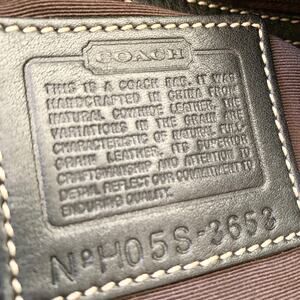 COACH
THIS IS A COACH BAG. IT WAS
HANDCRAFTED IN CHINA FROM
NATURAL COWHIDE LEATHER. THE
VARIATIONS IN THE GRAIN ARE
CHARACTERISTIC OF NATURAL FULL
GRAIN LEATHER. ITS SUPERIOR
CRAFTSMANSHIP AND ATTENTION TO
DETAIL REFLECT OUR COMMITMENT TO
ENDURING QUALITY.
Nº H05S-3658